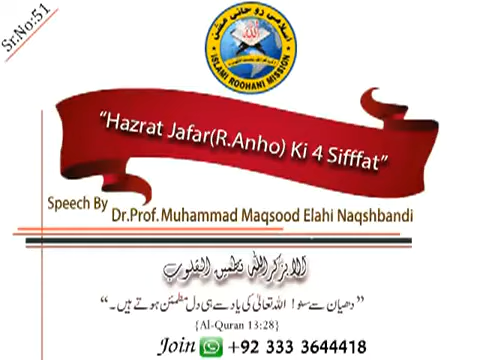 Sr.No:51
اسلامی روحانی مشن
ISLAMI ROOHANI MISSION
"Hazrat Jafar(R.Anho) Ki 4 Sifffat"
Speech By
Dr.Prof. Muhammad Maqsood Elahi Naqshbandi
الا بذكر الله تطمئن القلوب
"دھیان سے سنو! اللہ تعالیٰ کی یاد سے ہی دل مطمئن ہوتے ہیں۔"
{Al-Quran 13:28}
Join +92 333 3644418